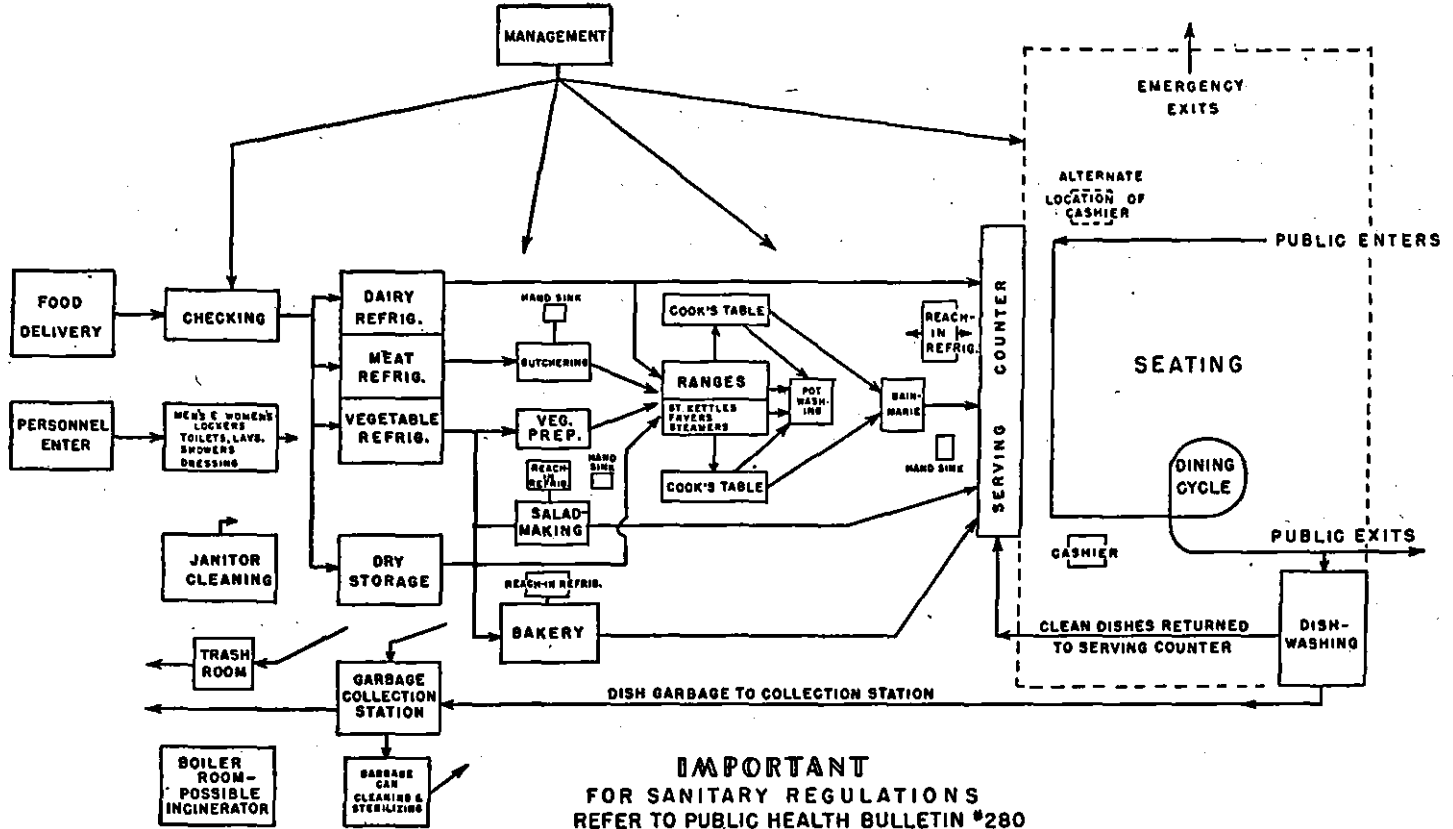 MANAGEMENT
EMERGENCY
EXITS
ALTERNATE
LOCATION OF
CASHIER
PUBLIC ENTERS
FOOD
DELIVERY
CHECKING
DAIRY
REFRIG.
MEAT
REFRIG.
VEGETABLE
REFRIG.
HAND SINK
BUTCHERING
COOK'S TABLE
RANGES
ST. KETTLES
FRYERS
STEAMERS
POT
WASH-
ING
COOK'S TABLE
BAIN-
MARIE
REACH-
IN
REFRIG.
HAND SINK
SERVING COUNTER
SEATING
PERSONNEL
ENTER
MEN'S & WOMEN'S
LOCKERS
TOILETS, LAVS.
SHOWERS
DRESSING
VEG.
PREP.
REACH-
IN
REFRIG.
HAND
SINK
SALAD-
MAKING
DINING
CYCLE
PUBLIC EXITS
CASHIER
JANITOR
CLEANING
DRY
STORAGE
REACH-IN REFRIG.
BAKERY
CLEAN DISHES RETURNED
TO SERVING COUNTER
DISH-
WASHING
TRASH
ROOM
GARBAGE
COLLECTION
STATION
DISH GARBAGE TO COLLECTION STATION
BOILER
ROOM-
POSSIBLE
INCINERATOR
GARBAGE
CAN
CLEANING &
STERILIZING
IMPORTANT
FOR SANITARY REGULATIONS
REFER TO PUBLIC HEALTH BULLETIN #280